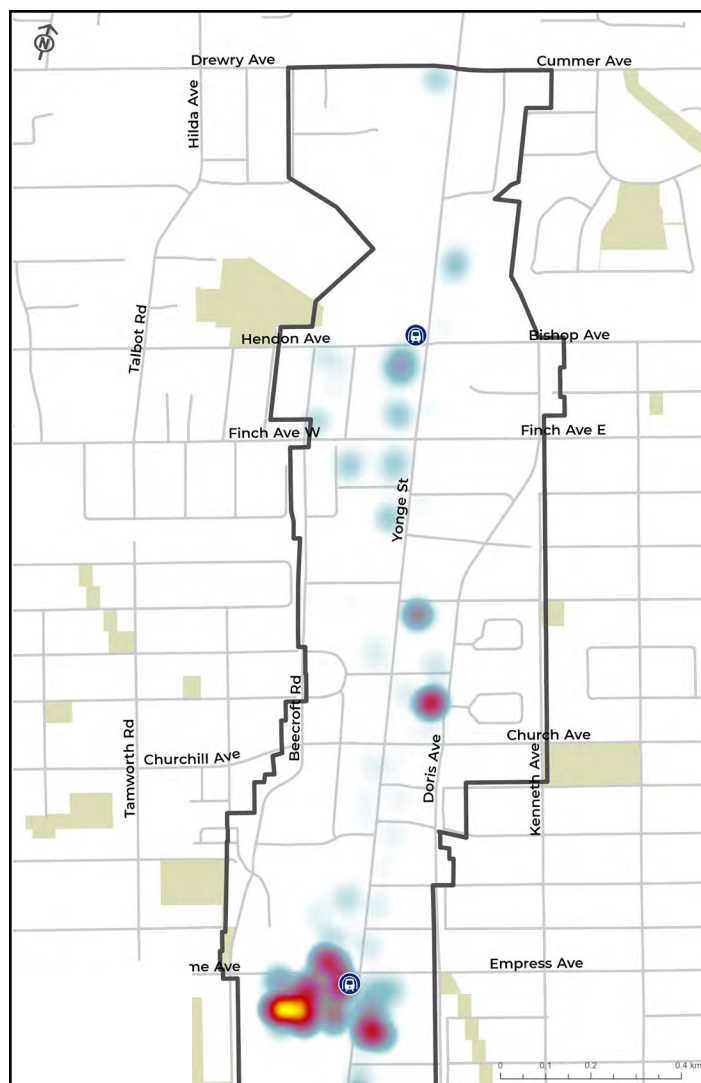 N
Drewry Ave
Cummer Ave
Hilda Ave
Talbot Rd
Hendon Ave
Bishop Ave
Finch Ave W
Finch Ave E
Yonge St
Beecroft Rd
Tamworth Rd
Churchill Ave
Doris Ave
Church Ave
Kenneth Ave
me Ave
Empress Ave
0
0.1
0.2
0.4 km